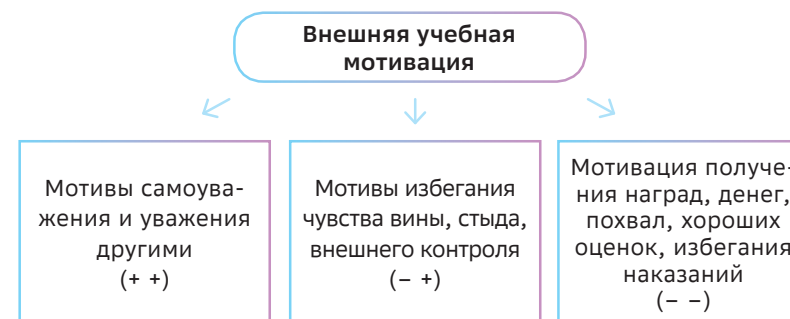 Внешняя учебная
мотивация
Мотивы самоува-
жения и уважения
другими
(+ +)
Мотивы избегания
чувства вины, стыда,
внешнего контроля
(– +)
Мотивация получе-
ния наград, денег,
похвал, хороших
оценок, избегания
наказаний
(– –)